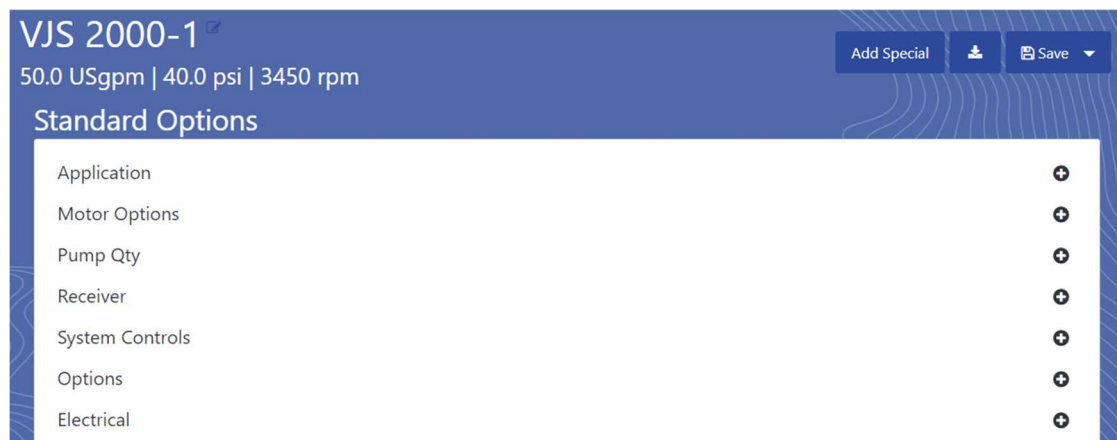 VJS 2000-1
50.0 USgpm | 40.0 psi | 3450 rpm
Add Special
Save
Standard Options
Application
Motor Options
Pump Qty
Receiver
System Controls
Options
Electrical